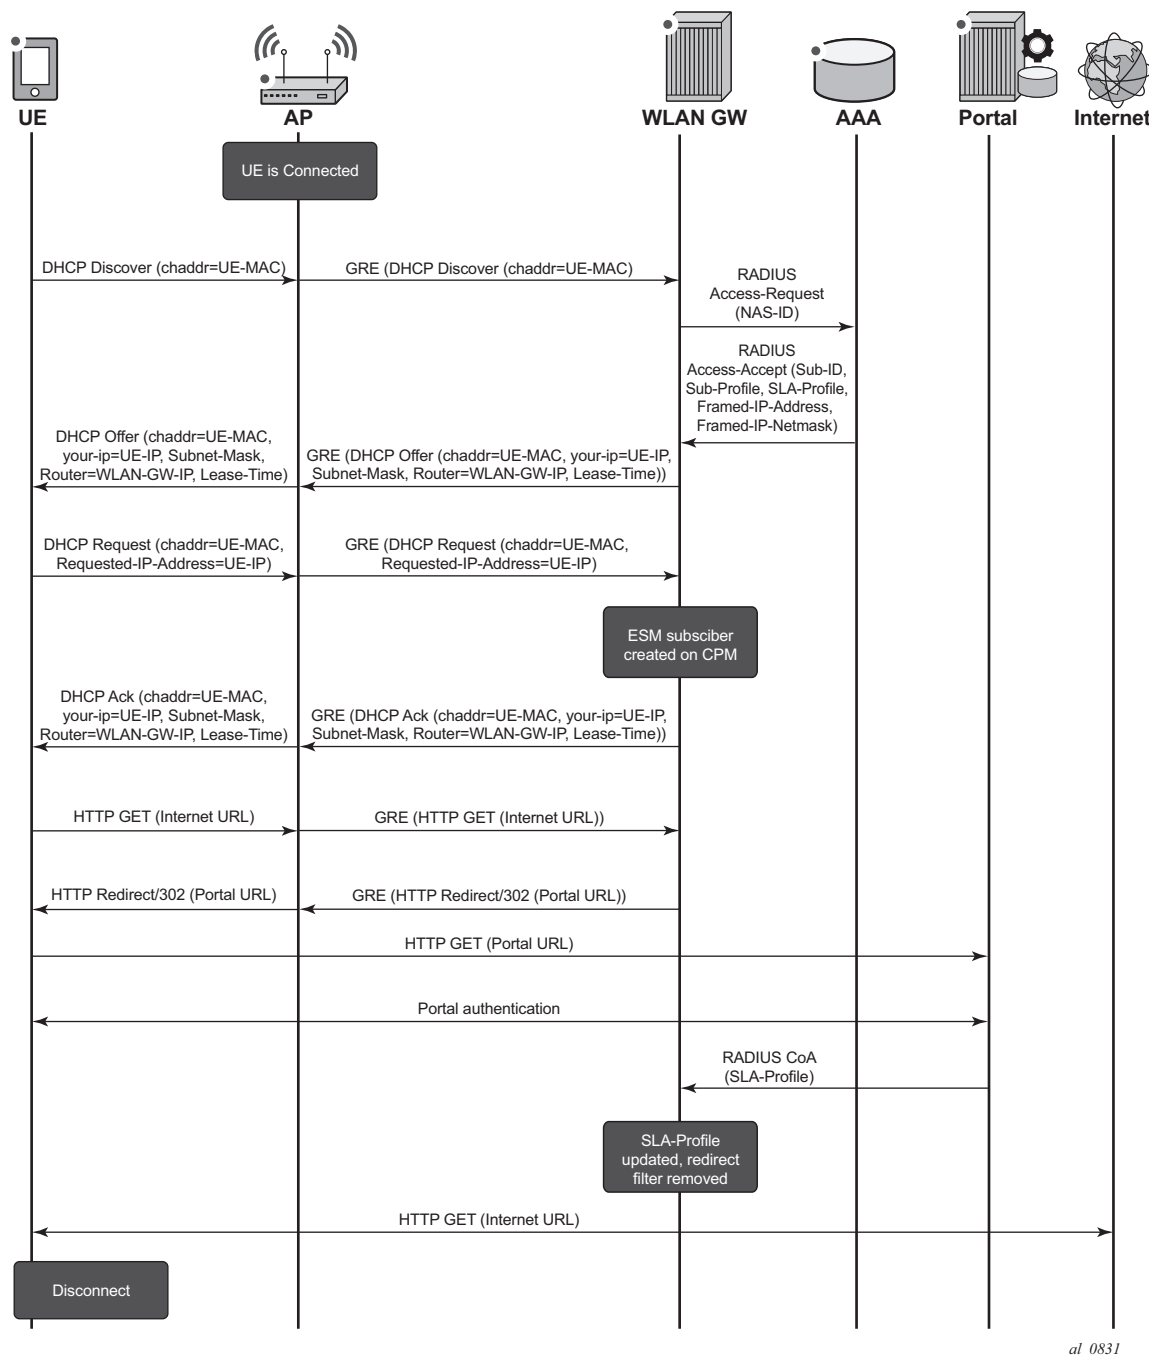 UE
AP
WLAN GW
AAA
Portal
Internet
UE is Connected
DHCP Discover (chaddr=UE-MAC)
GRE (DHCP Discover (chaddr=UE-MAC)
RADIUS
Access-Request
(NAS-ID)
RADIUS
Access-Accept (Sub-ID,
Sub-Profile, SLA-Profile,
Framed-IP-Address,
Framed-IP-Netmask)
DHCP Offer (chaddr=UE-MAC,
your-ip=UE-IP, Subnet-Mask,
Router=WLAN-GW-IP, Lease-Time)
GRE (DHCP Offer (chaddr=UE-MAC, your-ip=UE-IP,
Subnet-Mask, Router=WLAN-GW-IP, Lease-Time))
DHCP Request (chaddr=UE-MAC,
Requested-IP-Address=UE-IP)
GRE (DHCP Request (chaddr=UE-MAC,
Requested-IP-Address=UE-IP)
ESM subsciber
created on CPM
DHCP Ack (chaddr=UE-MAC,
your-ip=UE-IP, Subnet-Mask,
Router=WLAN-GW-IP, Lease-Time)
GRE (DHCP Ack (chaddr=UE-MAC, your-ip=UE-IP,
Subnet-Mask, Router=WLAN-GW-IP, Lease-Time))
HTTP GET (Internet URL)
GRE (HTTP GET (Internet URL))
HTTP Redirect/302 (Portal URL)
GRE (HTTP Redirect/302 (Portal URL))
HTTP GET (Portal URL)
Portal authentication
RADIUS CoA
(SLA-Profile)
SLA-Profile
updated, redirect
filter removed
HTTP GET (Internet URL)
Disconnect
al_0831